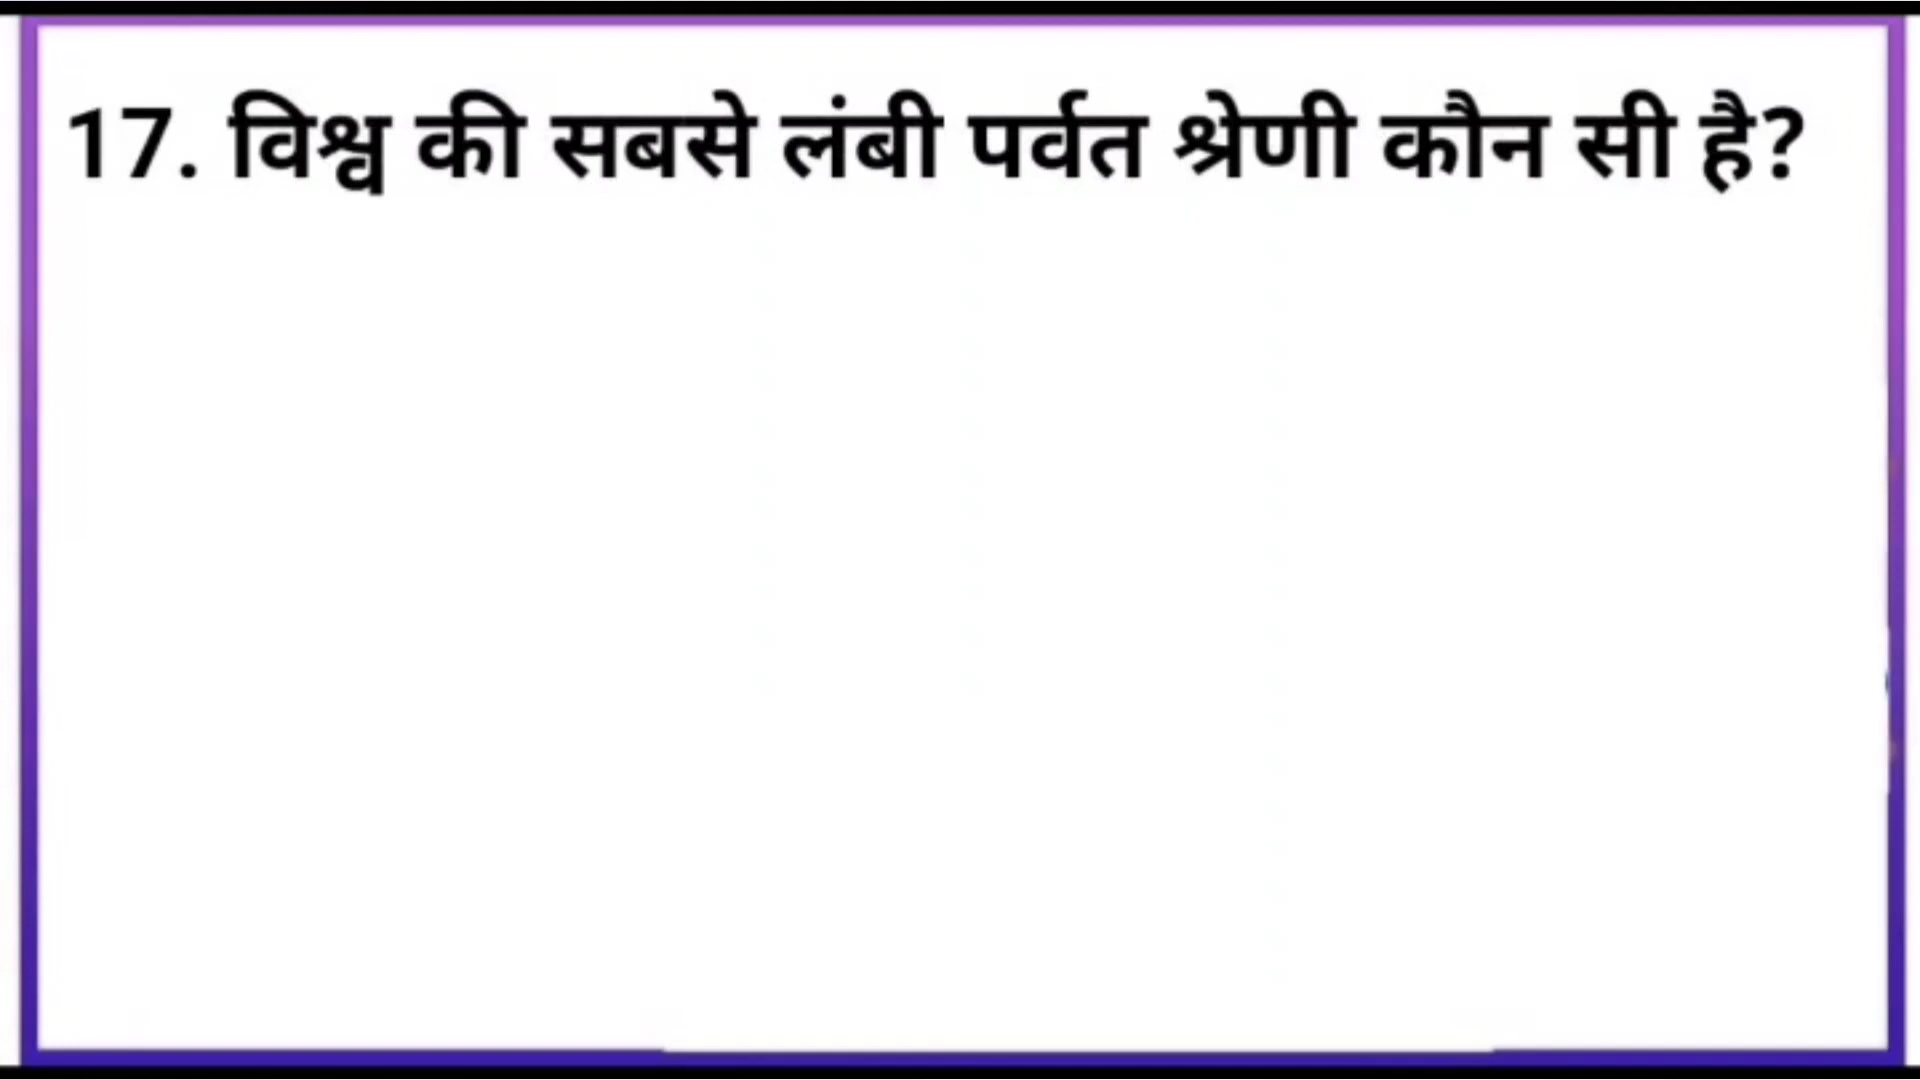 17. विश्व की सबसे लंबी पर्वत श्रेणी कौन सी है?